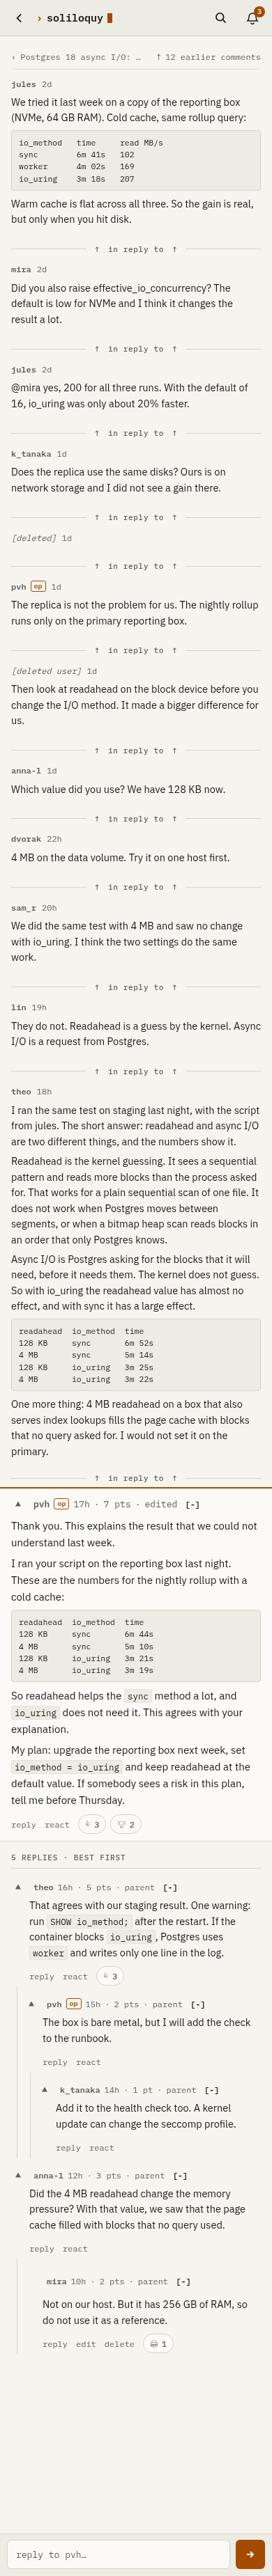 › soliloquy
3
‹ Postgres 18 async I/O: … ↑ 12 earlier comments
jules 2d
We tried it last week on a copy of the reporting box
(NVMe, 64 GB RAM). Cold cache, same rollup query:
io_method time read MB/s
sync 6m 41s 102
worker 4m 02s 169
io_uring 3m 18s 207
Warm cache is flat across all three. So the gain is real,
but only when you hit disk.
↑ in reply to ↑
mira 2d
Did you also raise effective_io_concurrency? The
default is low for NVMe and I think it changes the
result a lot.
↑ in reply to ↑
jules 2d
@mira yes, 200 for all three runs. With the default of
16, io_uring was only about 20% faster.
↑ in reply to ↑
k_tanaka 1d
Does the replica use the same disks? Ours is on
network storage and I did not see a gain there.
↑ in reply to ↑
[deleted] 1d
↑ in reply to ↑
pvh op 1d
The replica is not the problem for us. The nightly rollup
runs only on the primary reporting box.
↑ in reply to ↑
[deleted user] 1d
Then look at readahead on the block device before you
change the I/O method. It made a bigger difference for
us.
↑ in reply to ↑
anna-l 1d
Which value did you use? We have 128 KB now.
↑ in reply to ↑
dvorak 22h
4 MB on the data volume. Try it on one host first.
↑ in reply to ↑
sam_r 20h
We did the same test with 4 MB and saw no change
with io_uring. I think the two settings do the same
work.
↑ in reply to ↑
lin 19h
They do not. Readahead is a guess by the kernel. Async
I/O is a request from Postgres.
↑ in reply to ↑
theo 18h
I ran the same test on staging last night, with the script
from jules. The short answer: readahead and async I/O
are two different things, and the numbers show it.
Readahead is the kernel guessing. It sees a sequential
pattern and reads more blocks than the process asked
for. That works for a plain sequential scan of one file. It
does not work when Postgres moves between
segments, or when a bitmap heap scan reads blocks in
an order that only Postgres knows.
Async I/O is Postgres asking for the blocks that it will
need, before it needs them. The kernel does not guess.
So with io_uring the readahead value has almost no
effect, and with sync it has a large effect.
readahead io_method time
128 KB sync 6m 52s
4 MB sync 5m 14s
128 KB io_uring 3m 25s
4 MB io_uring 3m 22s
One more thing: 4 MB readahead on a box that also
serves index lookups fills the page cache with blocks
that no query asked for. I would not set it on the
primary.
↑ in reply to ↑
▲ pvh op 17h · 7 pts · edited [-]
Thank you. This explains the result that we could not
understand last week.
I ran your script on the reporting box last night.
These are the numbers for the nightly rollup with a
cold cache:
readahead io_method time
128 KB sync 6m 44s
4 MB sync 5m 10s
128 KB io_uring 3m 21s
4 MB io_uring 3m 19s
So readahead helps the sync method a lot, and
io_uring does not need it. This agrees with your
explanation.
My plan: upgrade the reporting box next week, set
io_method = io_uring and keep readahead at the
default value. If somebody sees a risk in this plan,
tell me before Thursday.
reply react 3 2
5 REPLIES · BEST FIRST
▲ theo 16h · 5 pts · parent [-]
That agrees with our staging result. One warning:
run SHOW io_method; after the restart. If the
container blocks io_uring, Postgres uses
worker and writes only one line in the log.
reply react 3
▲ pvh op 15h · 2 pts · parent [-]
The box is bare metal, but I will add the check
to the runbook.
reply react
▲ k_tanaka 14h · 1 pt · parent [-]
Add it to the health check too. A kernel
update can change the seccomp profile.
reply react
▲ anna-l 12h · 3 pts · parent [-]
Did the 4 MB readahead change the memory
pressure? With that value, we saw that the page
cache filled with blocks that no query used.
reply react
mira 10h · 2 pts · parent [-]
Not on our host. But it has 256 GB of RAM, so
do not use it as a reference.
reply edit delete 1
reply to pvh…